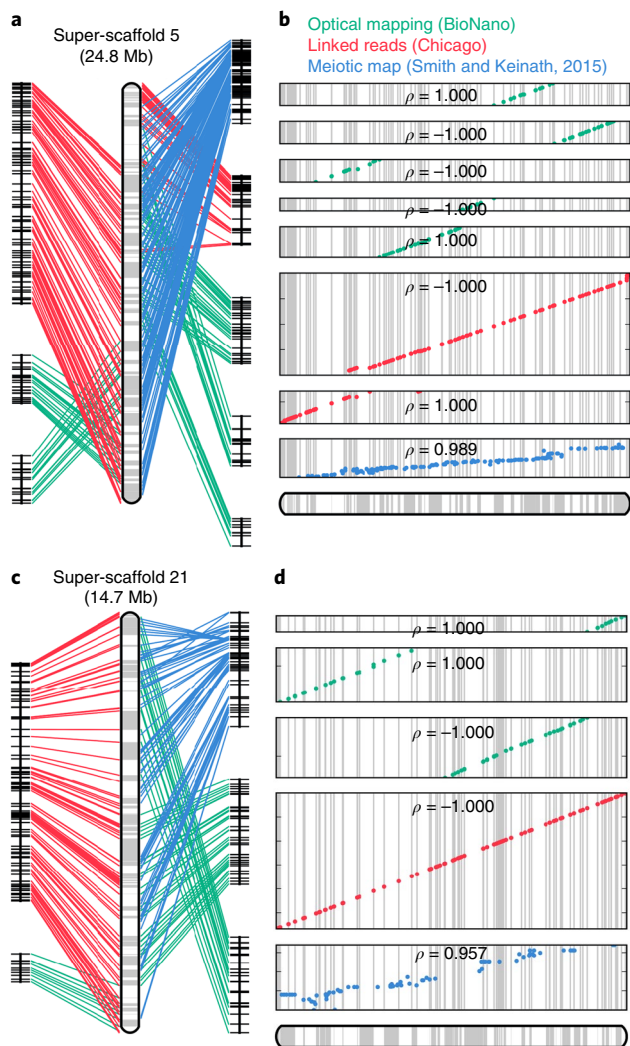 a
Super-scaffold 5
(24.8 Mb)
b
Optical mapping (BioNano)
Linked reads (Chicago)
Meiotic map (Smith and Keinath, 2015)
ρ = 1.000
ρ = −1.000
ρ = −1.000
ρ = −1.000
ρ = 1.000
ρ = −1.000
ρ = 1.000
ρ = 0.989
c
Super-scaffold 21
(14.7 Mb)
d
ρ = 1.000
ρ = 1.000
ρ = −1.000
ρ = −1.000
ρ = 0.957